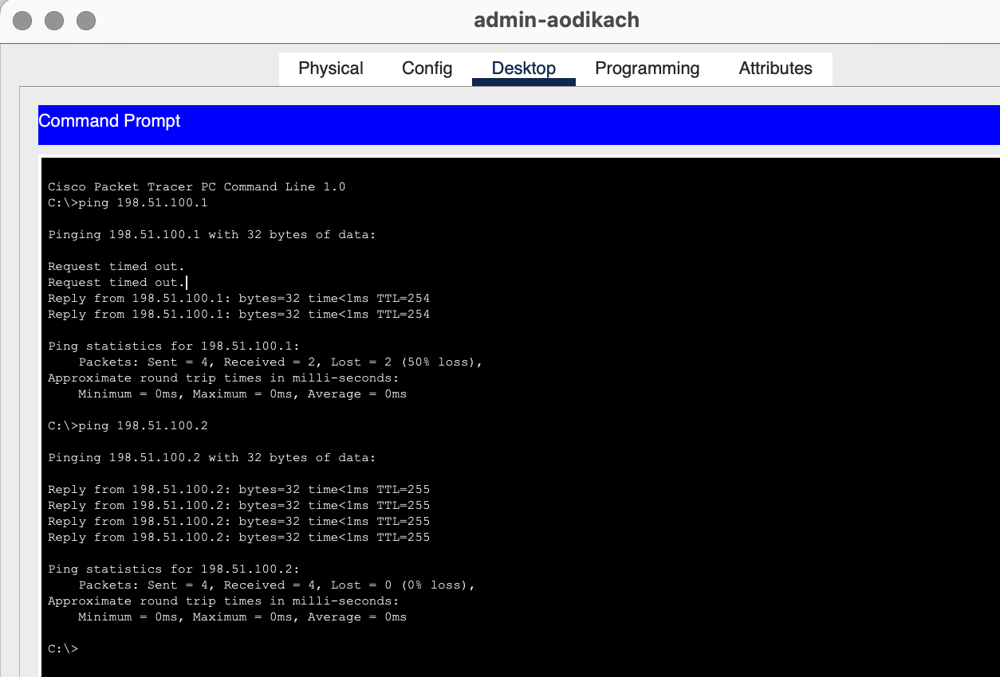 admin-aodikach
Physical Config Desktop Programming Attributes
Command Prompt
Cisco Packet Tracer PC Command Line 1.0
C:\>ping 198.51.100.1
Pinging 198.51.100.1 with 32 bytes of data:
Request timed out.
Request timed out.
Reply from 198.51.100.1: bytes=32 time<1ms TTL=254
Reply from 198.51.100.1: bytes=32 time<1ms TTL=254
Ping statistics for 198.51.100.1:
    Packets: Sent = 4, Received = 2, Lost = 2 (50% loss),
Approximate round trip times in milli-seconds:
    Minimum = 0ms, Maximum = 0ms, Average = 0ms
C:\>ping 198.51.100.2
Pinging 198.51.100.2 with 32 bytes of data:
Reply from 198.51.100.2: bytes=32 time<1ms TTL=255
Reply from 198.51.100.2: bytes=32 time<1ms TTL=255
Reply from 198.51.100.2: bytes=32 time<1ms TTL=255
Reply from 198.51.100.2: bytes=32 time<1ms TTL=255
Ping statistics for 198.51.100.2:
    Packets: Sent = 4, Received = 4, Lost = 0 (0% loss),
Approximate round trip times in milli-seconds:
    Minimum = 0ms, Maximum = 0ms, Average = 0ms
C:\>